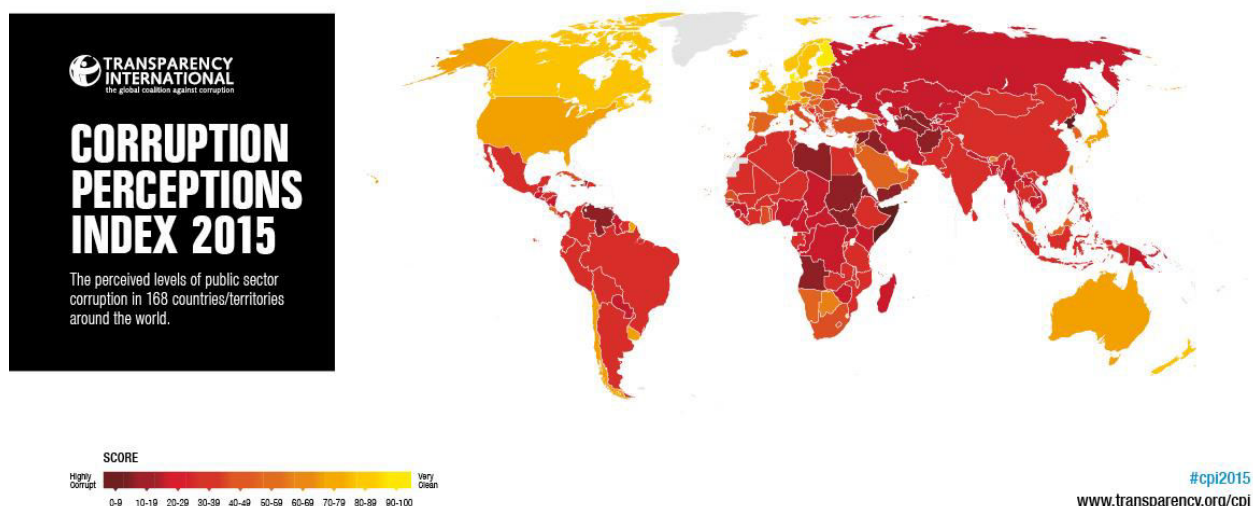 TRANSPARENCY
INTERNATIONAL
the global coalition against corruption
CORRUPTION
PERCEPTIONS
INDEX 2015
The perceived levels of public sector
corruption in 168 countries/territories
around the world.
SCORE
Highly
Corrupt
Very
Clean
0-9 10-19 20-29 30-39 40-49 50-59 60-69 70-79 80-89 90-100
#cpi2015
www.transparency.org/cpi